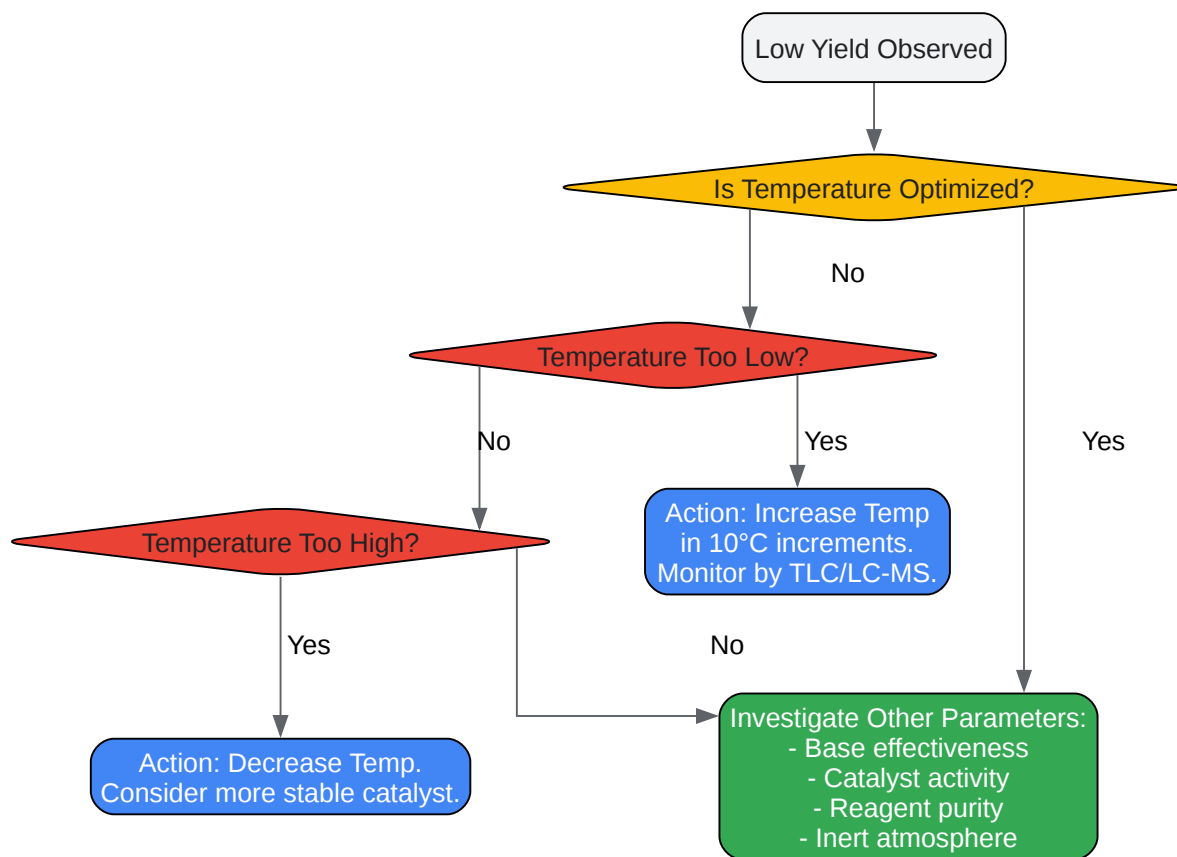 Low Yield Observed
Is Temperature Optimized?
No
Temperature Too Low?
No
Yes
Yes
Action: Increase Temp
in 10°C increments.
Monitor by TLC/LC-MS.
Temperature Too High?
Yes
No
Investigate Other Parameters:
- Base effectiveness
- Catalyst activity
- Reagent purity
- Inert atmosphere
Action: Decrease Temp.
Consider more stable catalyst.